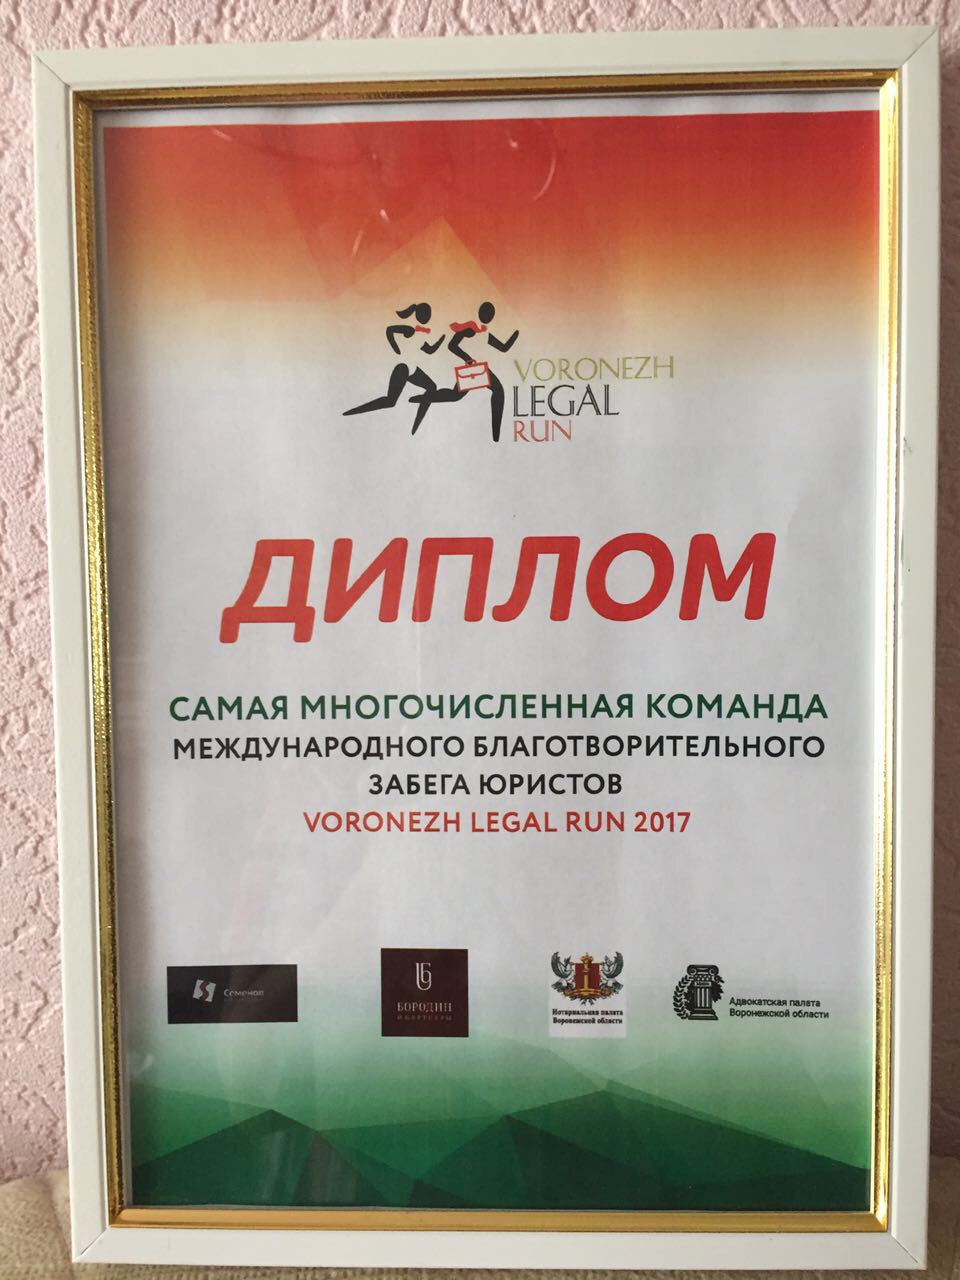 VORONEZH
LEGAL
RUN
ДИПЛОМ
САМАЯ МНОГОЧИСЛЕННАЯ КОМАНДА
МЕЖДУНАРОДНОГО БЛАГОТВОРИТЕЛЬНОГО
ЗАБЕГА ЮРИСТОВ
VORONEZH LEGAL RUN 2017
БОРОДИН
И ПАРТНЕРЫ
Нотариальная палата
Воронежской области
Адвокатская палата
Воронежской области